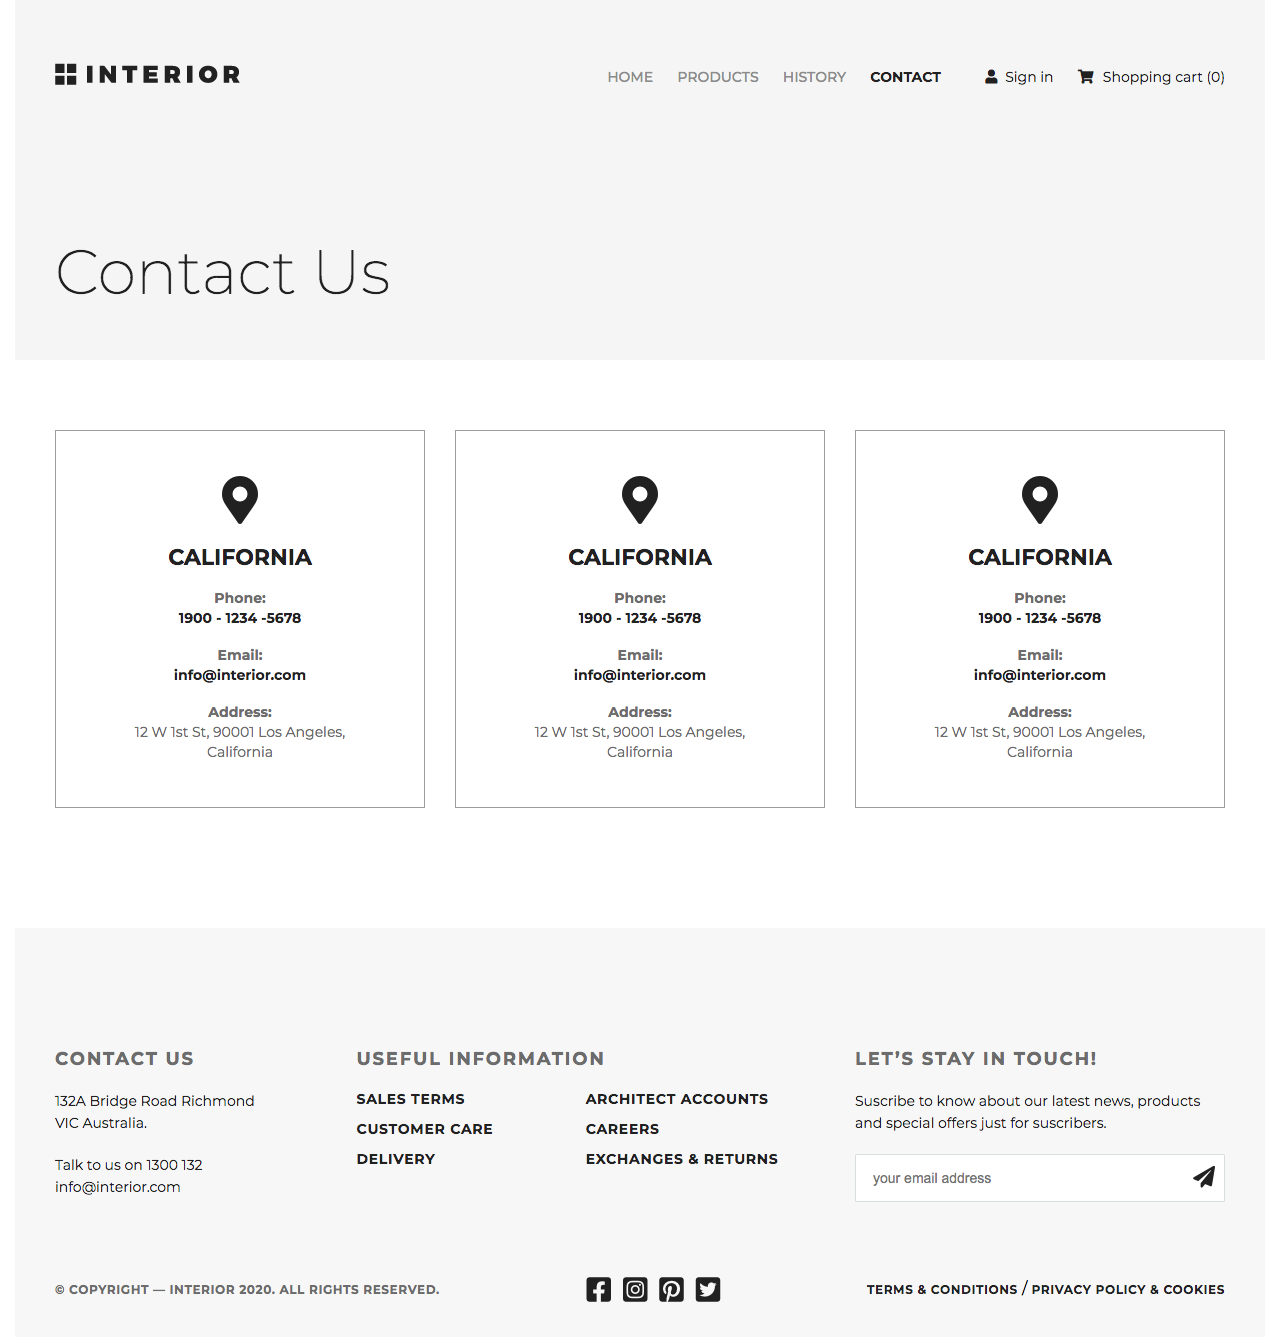 INTERIOR
HOME PRODUCTS HISTORY CONTACT Sign in Shopping cart (0)
Contact Us
CALIFORNIA
Phone:
1900 - 1234 -5678
Email:
info@interior.com
Address:
12 W 1st St, 90001 Los Angeles,
California
CALIFORNIA
Phone:
1900 - 1234 -5678
Email:
info@interior.com
Address:
12 W 1st St, 90001 Los Angeles,
California
CALIFORNIA
Phone:
1900 - 1234 -5678
Email:
info@interior.com
Address:
12 W 1st St, 90001 Los Angeles,
California
CONTACT US
132A Bridge Road Richmond
VIC Australia.
Talk to us on 1300 132
info@interior.com
USEFUL INFORMATION
SALES TERMS
CUSTOMER CARE
DELIVERY
ARCHITECT ACCOUNTS
CAREERS
EXCHANGES & RETURNS
LET’S STAY IN TOUCH!
Suscribe to know about our latest news, products
and special offers just for suscribers.
your email address
© COPYRIGHT — INTERIOR 2020. ALL RIGHTS RESERVED.
TERMS & CONDITIONS / PRIVACY POLICY & COOKIES